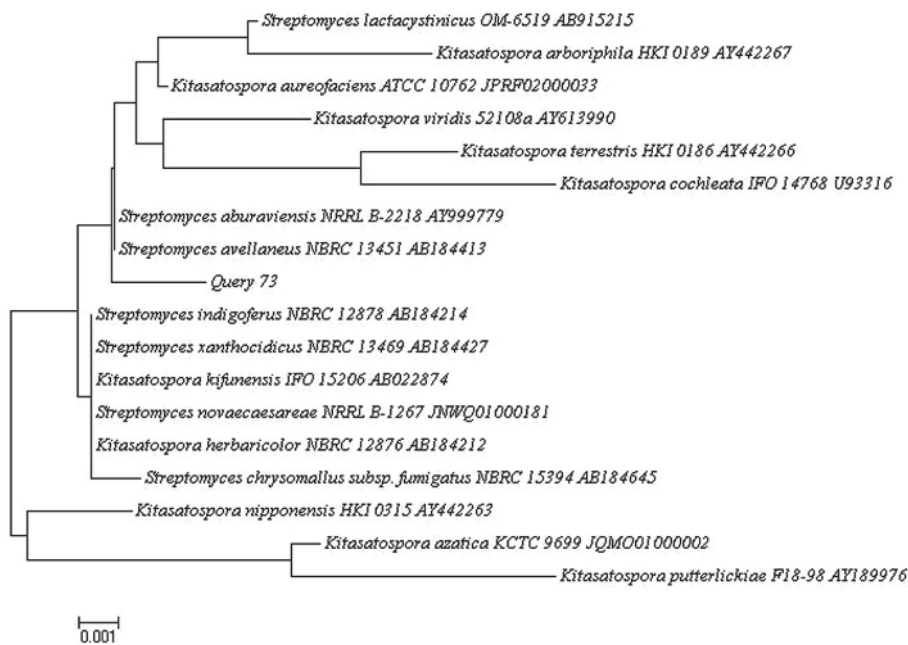 Streptomyces lactacystinicus OM-6519 AB915215
Kitasatospora arboriphila HKI 0189 AY442267
Kitasatospora aureofaciens ATCC 10762 JPRF02000033
Kitasatospora viridis 52108a AY613990
Kitasatospora terrestris HKI 0186 AY442266
Kitasatospora cochleata IFO 14768 U93316
Streptomyces aburaviensis NRRL B-2218 AY999779
Streptomyces avellaneus NBRC 13451 AB184413
Query 73
Streptomyces indigoferus NBRC 12878 AB184214
Streptomyces xanthocidicus NBRC 13469 AB184427
Kitasatospora kifunensis IFO 15206 AB022874
Streptomyces novaecaesareae NRRL B-1267 JNWQ01000181
Kitasatospora herbaricolor NBRC 12876 AB184212
Streptomyces chrysomallus subsp. fumigatus NBRC 15394 AB184645
Kitasatospora nipponensis HKI 0315 AY442263
Kitasatospora azatica KCTC 9699 JQMO01000002
Kitasatospora putterlickiae F18-98 AY189976
0.001